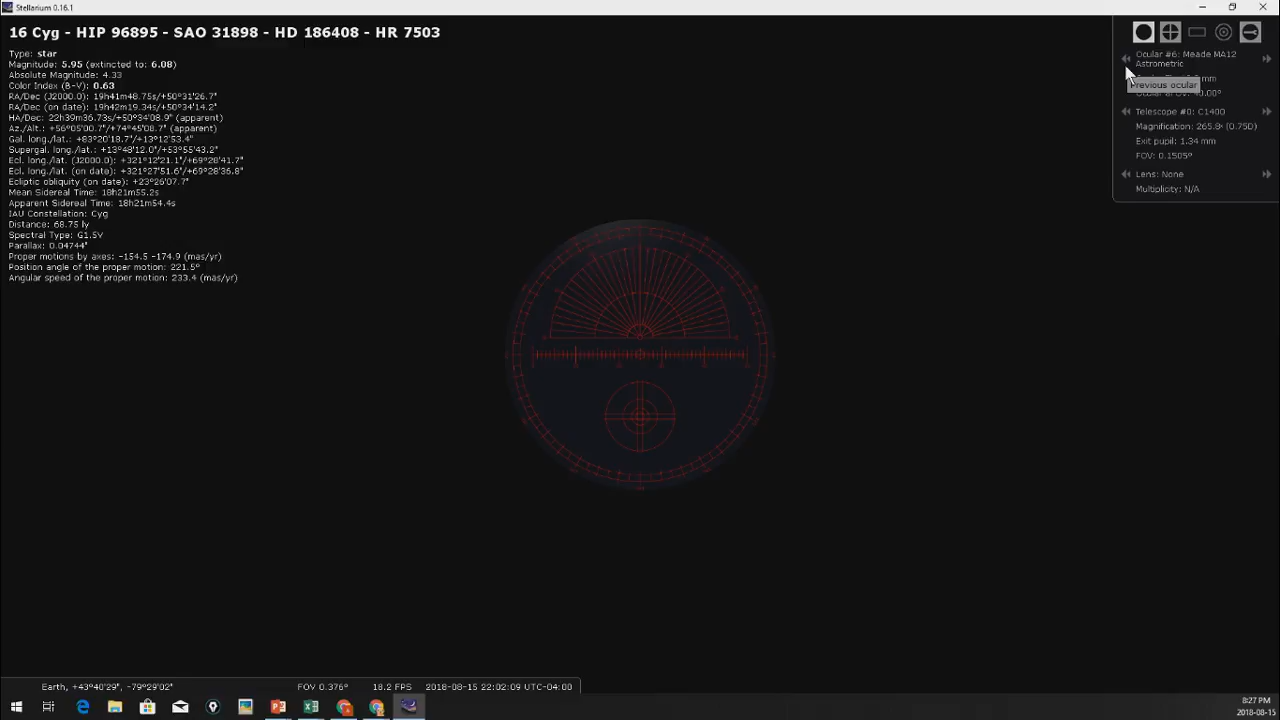 Stellarium 0.16.1
16 Cyg - HIP 96895 - SAO 31898 - HD 186408 - HR 7503
Type: star
Magnitude: 5.95 (extincted to: 6.08)
Absolute Magnitude: 4.33
Color Index (B-V): 0.63
RA/Dec (J2000.0): 19h41m48.75s/+50°31'26.7"
RA/Dec (on date): 19h42m19.34s/+50°34'14.2"
HA/Dec: 22h39m36.73s/+50°34'08.9" (apparent)
Az./Alt.: +56°05'00.7"/+74°45'08.7" (apparent)
Gal. long./lat.: +83°20'18.7"/+13°12'53.4"
Supergal. long./lat.: +13°48'12.0"/+53°55'43.2"
Ecl. long./lat. (J2000.0): +321°12'21.1"/+69°28'41.7"
Ecl. long./lat. (on date): +321°27'51.6"/+69°28'36.8"
Ecliptic obliquity (on date): +23°26'07.7"
Mean Sidereal Time: 18h21m55.2s
Apparent Sidereal Time: 18h21m54.4s
IAU Constellation: Cyg
Distance: 68.75 ly
Spectral Type: G1.5V
Parallax: 0.04744"
Proper motions by axes: -154.5 -174.9 (mas/yr)
Position angle of the proper motion: 221.5°
Angular speed of the proper motion: 233.4 (mas/yr)
Ocular #6: Meade MA12
Astrometric
mm
Previous ocular
Telescope #0: C1400
Magnification: 265.8× (0.75D)
Exit pupil: 1.34 mm
FOV: 0.1505°
Lens: None
Multiplicity: N/A
Earth, +43°40'29", -79°29'02" FOV 0.376° 18.2 FPS 2018-08-15 22:02:09 UTC-04:00
8:27 PM
2018-08-15